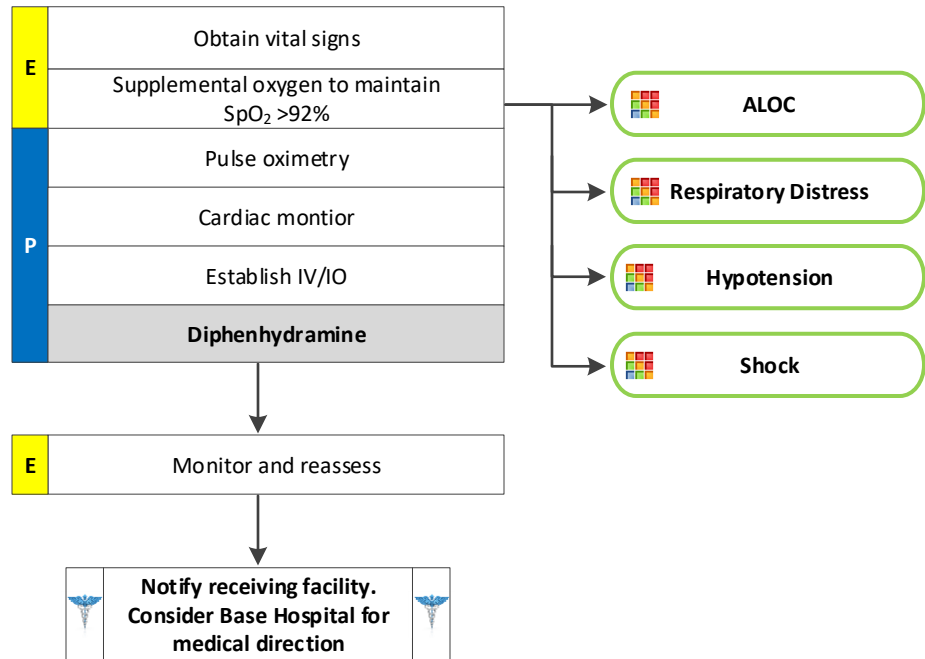 E
Obtain vital signs
Supplemental oxygen to maintain
SpO₂ >92%
P
Pulse oximetry
Cardiac montior
Establish IV/IO
Diphenhydramine
ALOC
Respiratory Distress
Hypotension
Shock
E
Monitor and reassess
Notify receiving facility.
Consider Base Hospital for
medical direction